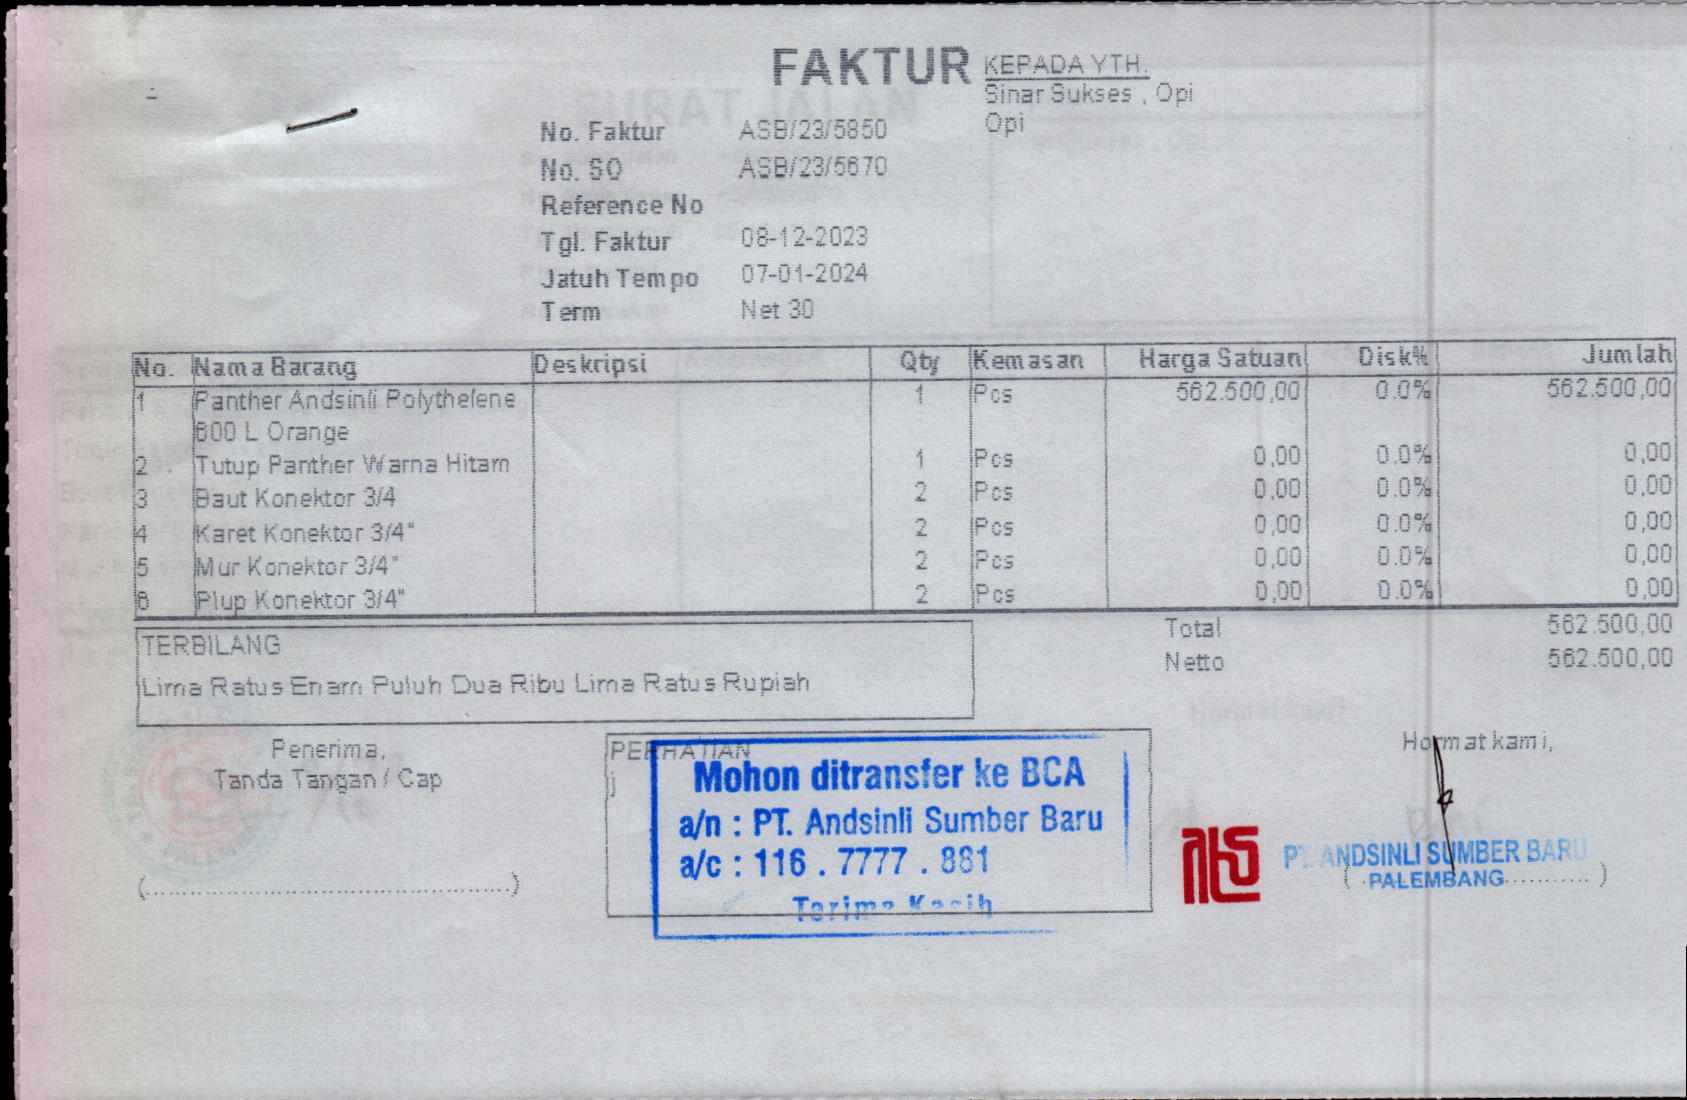 FAKTUR
KEPADA YTH.
Sinar Sukses , Opi
Opi
No. Faktur ASB/23/5850
No. SO ASB/23/5670
Reference No
Tgl. Faktur 08-12-2023
Jatuh Tempo 07-01-2024
Term Net 30
No. Nama Barang Deskripsi Qty Kemasan Harga Satuan Disk% Jumlah
1 Panther Andsinli Polythelene 1 Pcs 562.500,00 0.0% 562.500,00
600 L Orange
2 Tutup Panther Warna Hitam 1 Pcs 0,00 0.0% 0,00
3 Baut Konektor 3/4 2 Pcs 0,00 0.0% 0,00
4 Karet Konektor 3/4" 2 Pcs 0,00 0.0% 0,00
5 Mur Konektor 3/4" 2 Pcs 0,00 0.0% 0,00
6 Plup Konektor 3/4" 2 Pcs 0,00 0.0% 0,00
Total 562.500,00
Netto 562.500,00
TERBILANG
Lima Ratus Enam Puluh Dua Ribu Lima Ratus Rupiah
Penerima,
Tanda Tangan / Cap
(..............................................)
PERHATIAN
j
Mohon ditransfer ke BCA
a/n : PT. Andsinli Sumber Baru
a/c : 116 . 7777 . 881
Terima Kasih
Hormat kami,
PT. ANDSINLI SUMBER BARU
PALEMBANG